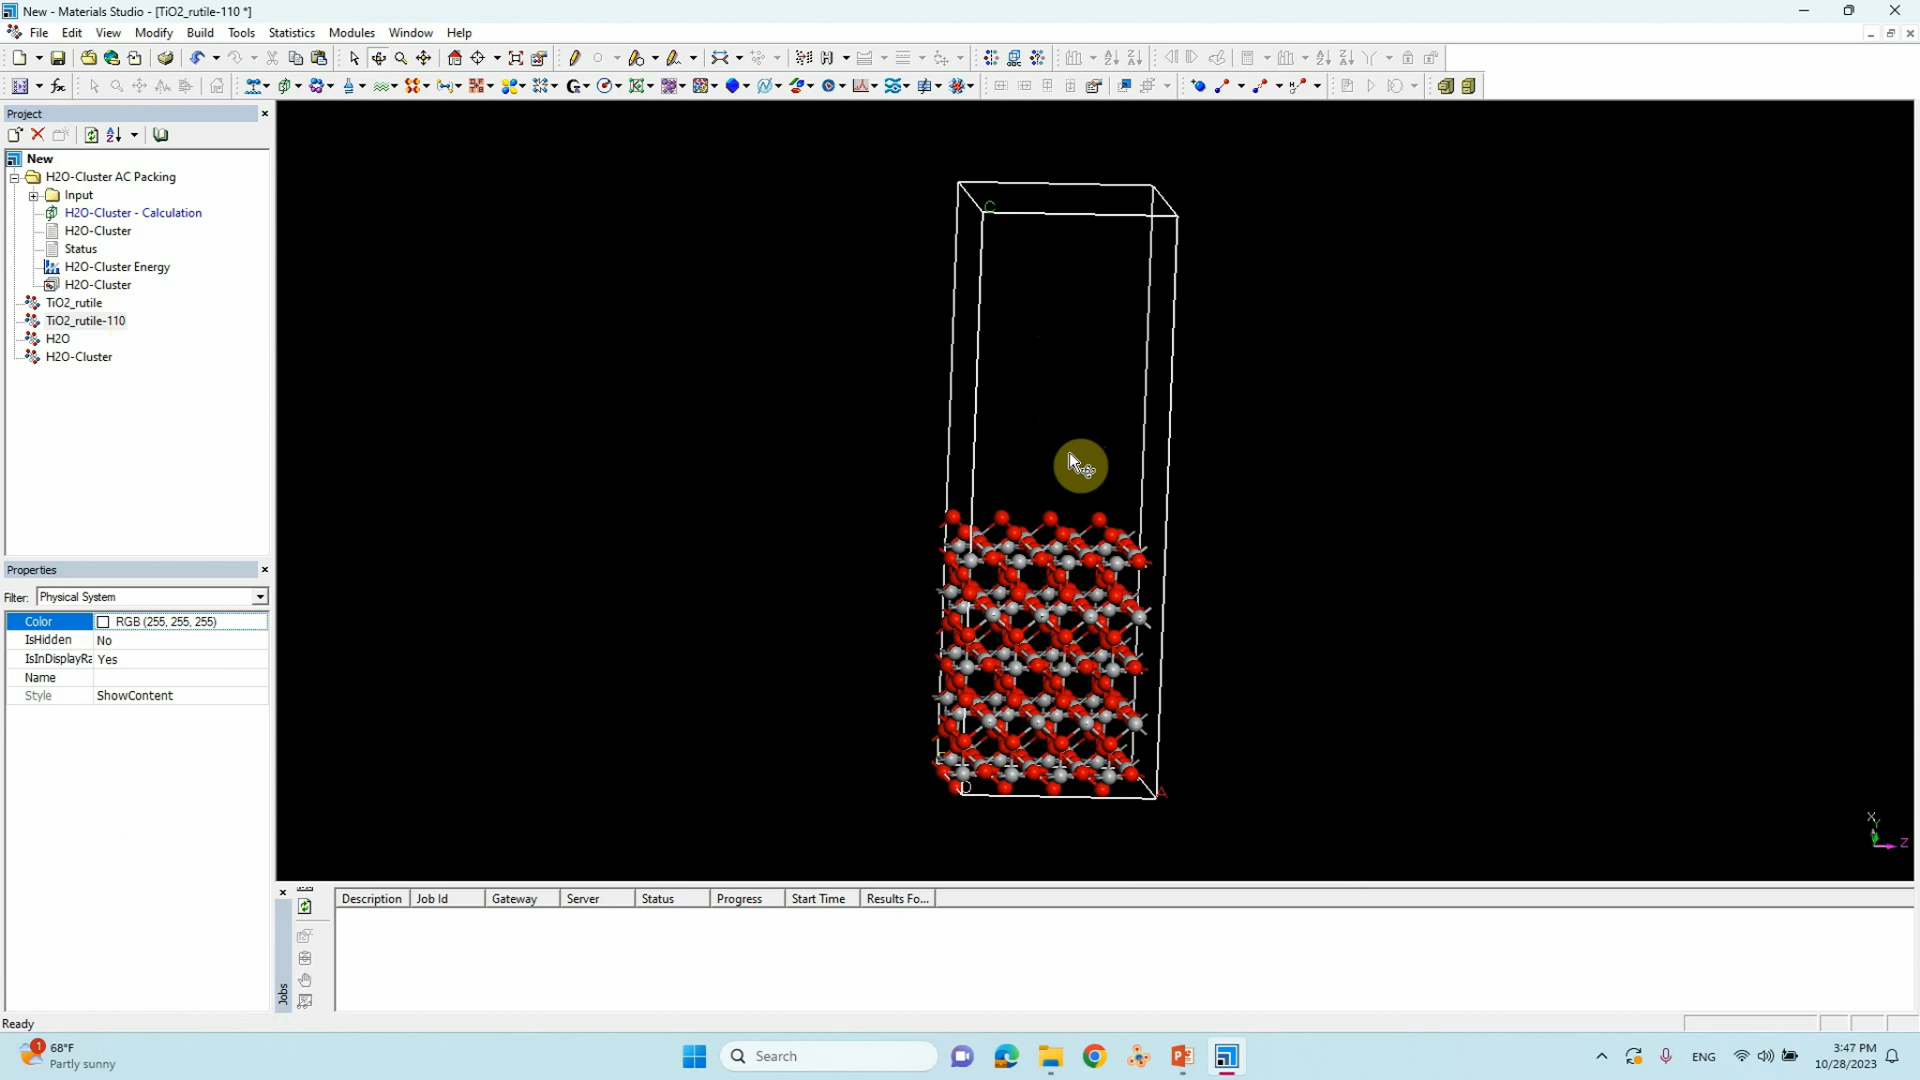 New - Materials Studio - [TiO2_rutile-110 *]
File Edit View Modify Build Tools Statistics Modules Window Help
Project
New
H2O-Cluster AC Packing
Input
H2O-Cluster - Calculation
H2O-Cluster
Status
H2O-Cluster Energy
H2O-Cluster
TiO2_rutile
TiO2_rutile-110
H2O
H2O-Cluster
C
A
X
Y
Z
Properties
Filter: Physical System
Color RGB (255, 255, 255)
IsHidden No
IsInDisplayRa Yes
Name
Style ShowContent
Jobs
Description Job Id Gateway Server Status Progress Start Time Results Fo...
Ready
1
68°F
Partly sunny
Search
ENG
3:47 PM
10/28/2023